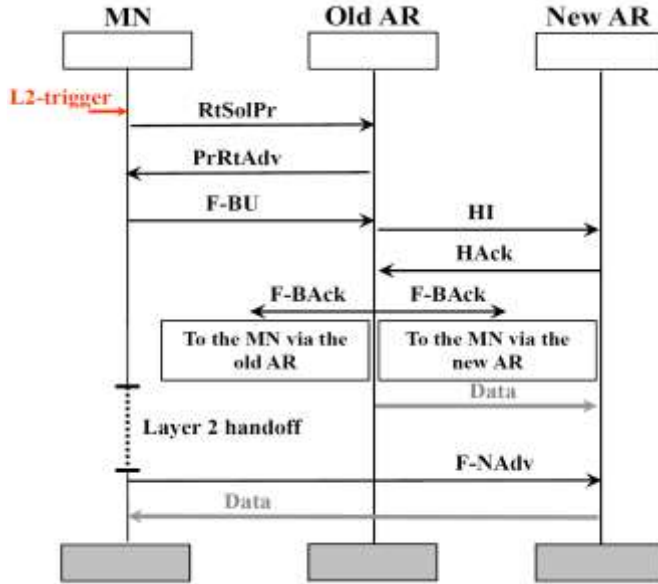 MN
Old AR
New AR
L2-trigger
RtSolPr
PrRtAdv
F-BU
HI
HAck
F-BAck
F-BAck
To the MN via the
old AR
To the MN via the
new AR
Data
Layer 2 handoff
F-NAdv
Data